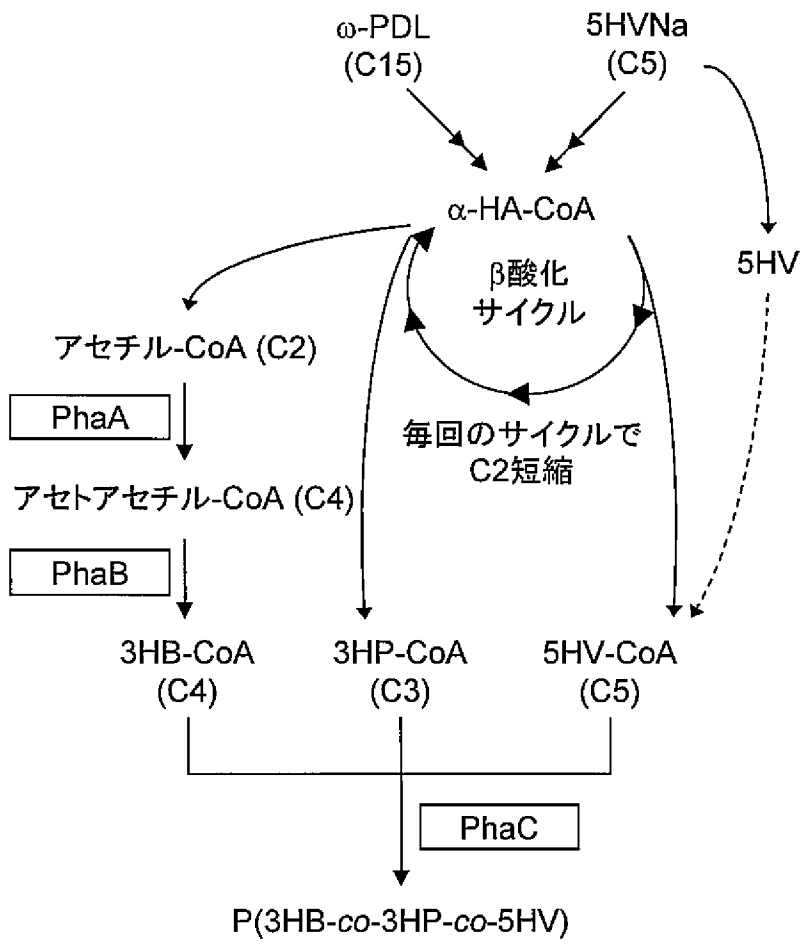 ω-PDL
(C15)
5HVNa
(C5)
α-HA-CoA
5HV
β酸化
サイクル
アセチル-CoA (C2)
PhaA
毎回のサイクルで
C2短縮
アセトアセチル-CoA (C4)
PhaB
3HB-CoA
(C4)
3HP-CoA
(C3)
5HV-CoA
(C5)
PhaC
P(3HB-co-3HP-co-5HV)